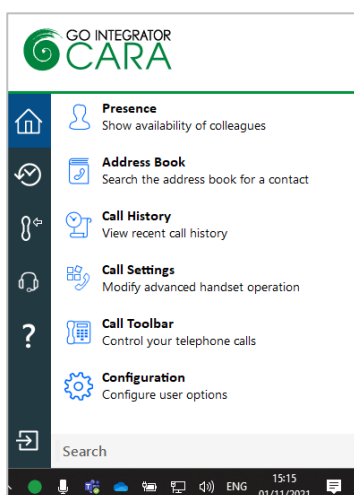 GO INTEGRATOR
CARA
Presence
Show availability of colleagues
Address Book
Search the address book for a contact
Call History
View recent call history
Call Settings
Modify advanced handset operation
Call Toolbar
Control your telephone calls
Configuration
Configure user options
?
Search
ENG
15:15
01/11/2021